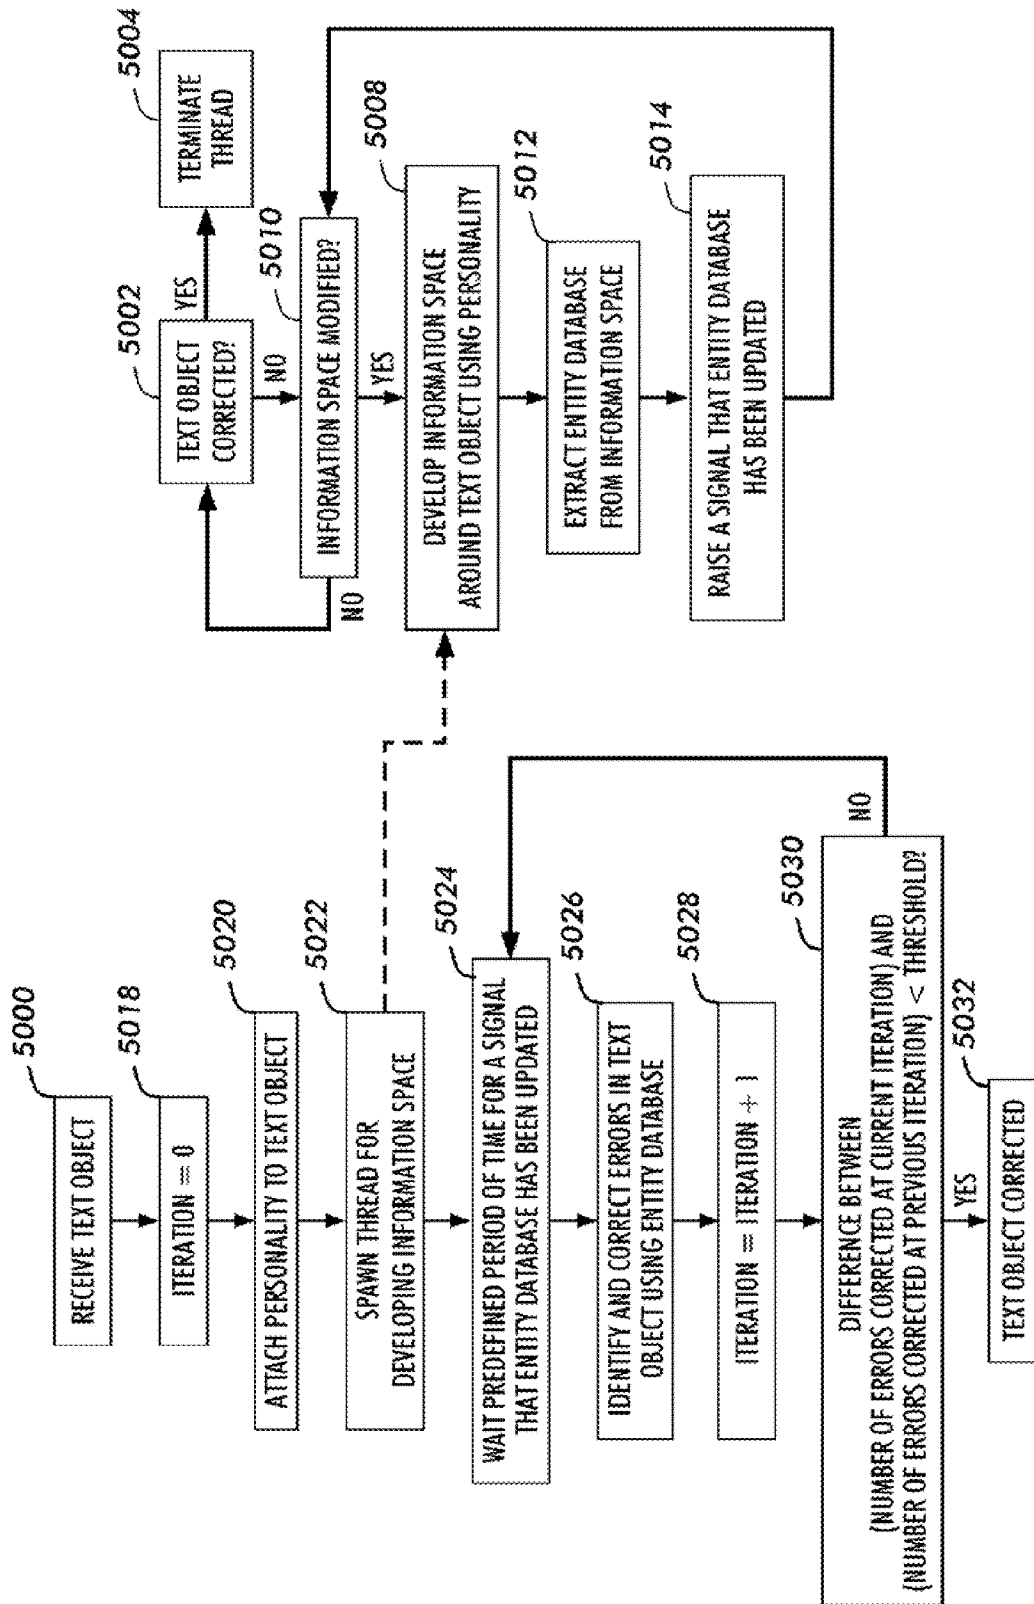 5000
RECEIVE TEXT OBJECT
5018
ITERATION = 0
5020
ATTACH PERSONALITY TO TEXT OBJECT
5022
SPAWN THREAD FOR
DEVELOPING INFORMATION SPACE
5024
WAIT PREDEFINED PERIOD OF TIME FOR A SIGNAL
THAT ENTITY DATABASE HAS BEEN UPDATED
5026
IDENTIFY AND CORRECT ERRORS IN TEXT
OBJECT USING ENTITY DATABASE
5028
ITERATION = ITERATION + 1
5030
DIFFERENCE BETWEEN
(NUMBER OF ERRORS CORRECTED AT CURRENT ITERATION) AND
(NUMBER OF ERRORS CORRECTED AT PREVIOUS ITERATION) < THRESHOLD?
NO
YES
5032
TEXT OBJECT CORRECTED
5002
TEXT OBJECT
CORRECTED?
YES
5004
TERMINATE
THREAD
NO
5010
INFORMATION SPACE MODIFIED?
NO
YES
5008
DEVELOP INFORMATION SPACE
AROUND TEXT OBJECT USING PERSONALITY
5012
EXTRACT ENTITY DATABASE
FROM INFORMATION SPACE
5014
RAISE A SIGNAL THAT ENTITY DATABASE
HAS BEEN UPDATED